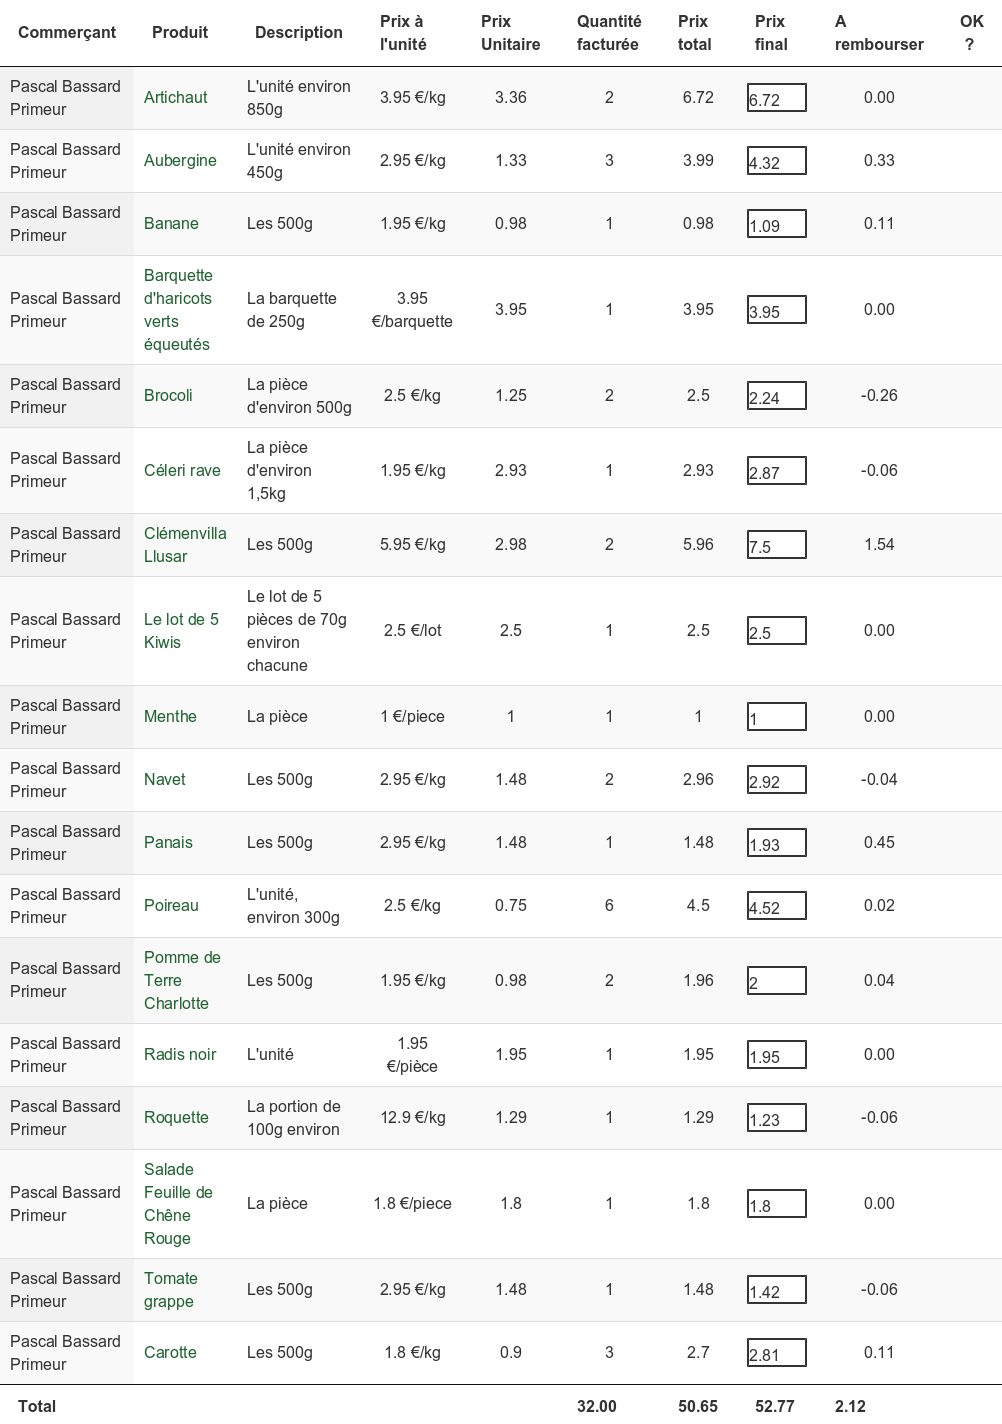 Commerçant Produit Description Prix à l'unité Prix Unitaire Quantité facturée Prix total Prix final A rembourser OK ?
Pascal Bassard Primeur Artichaut L'unité environ 850g 3.95 €/kg 3.36 2 6.72 6.72 0.00
Pascal Bassard Primeur Aubergine L'unité environ 450g 2.95 €/kg 1.33 3 3.99 4.32 0.33
Pascal Bassard Primeur Banane Les 500g 1.95 €/kg 0.98 1 0.98 1.09 0.11
Pascal Bassard Primeur Barquette d'haricots verts équeutés La barquette de 250g 3.95 €/barquette 3.95 1 3.95 3.95 0.00
Pascal Bassard Primeur Brocoli La pièce d'environ 500g 2.5 €/kg 1.25 2 2.5 2.24 -0.26
Pascal Bassard Primeur Céleri rave La pièce d'environ 1,5kg 1.95 €/kg 2.93 1 2.93 2.87 -0.06
Pascal Bassard Primeur Clémenvilla Llusar Les 500g 5.95 €/kg 2.98 2 5.96 7.5 1.54
Pascal Bassard Primeur Le lot de 5 Kiwis Le lot de 5 pièces de 70g environ chacune 2.5 €/lot 2.5 1 2.5 2.5 0.00
Pascal Bassard Primeur Menthe La pièce 1 €/piece 1 1 1 1 0.00
Pascal Bassard Primeur Navet Les 500g 2.95 €/kg 1.48 2 2.96 2.92 -0.04
Pascal Bassard Primeur Panais Les 500g 2.95 €/kg 1.48 1 1.48 1.93 0.45
Pascal Bassard Primeur Poireau L'unité, environ 300g 2.5 €/kg 0.75 6 4.5 4.52 0.02
Pascal Bassard Primeur Pomme de Terre Charlotte Les 500g 1.95 €/kg 0.98 2 1.96 2 0.04
Pascal Bassard Primeur Radis noir L'unité 1.95 €/pièce 1.95 1 1.95 1.95 0.00
Pascal Bassard Primeur Roquette La portion de 100g environ 12.9 €/kg 1.29 1 1.29 1.23 -0.06
Pascal Bassard Primeur Salade Feuille de Chêne Rouge La pièce 1.8 €/piece 1.8 1 1.8 1.8 0.00
Pascal Bassard Primeur Tomate grappe Les 500g 2.95 €/kg 1.48 1 1.48 1.42 -0.06
Pascal Bassard Primeur Carotte Les 500g 1.8 €/kg 0.9 3 2.7 2.81 0.11
Total 32.00 50.65 52.77 2.12